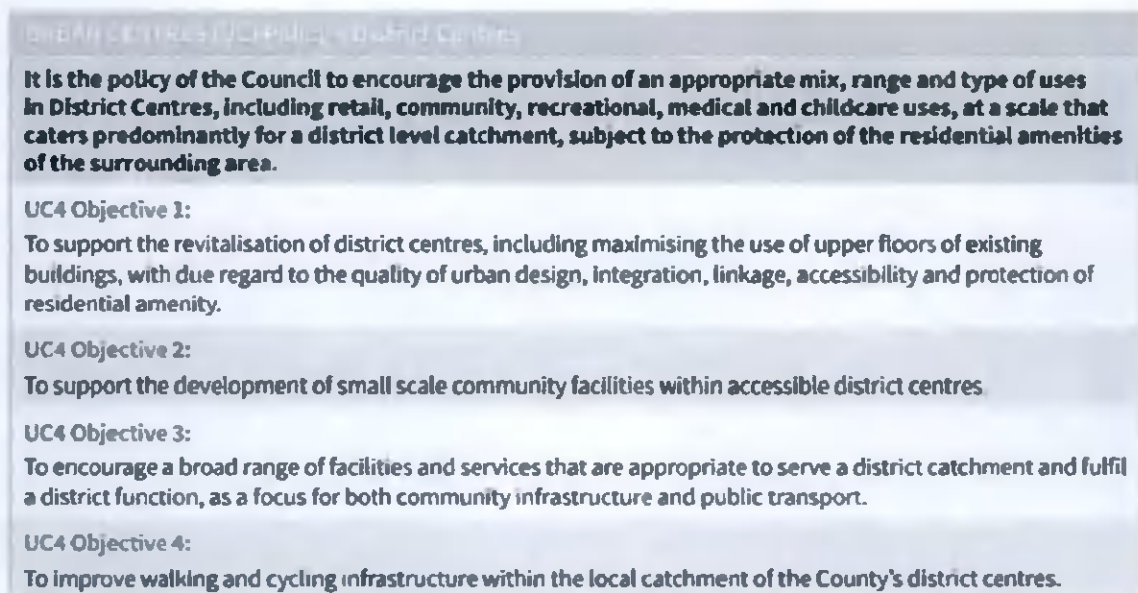 URBAN CENTRES (UC) Policy 4 District Centres
It is the policy of the Council to encourage the provision of an appropriate mix, range and type of uses
in District Centres, including retail, community, recreational, medical and childcare uses, at a scale that
caters predominantly for a district level catchment, subject to the protection of the residential amenities
of the surrounding area.
UC4 Objective 1:
To support the revitalisation of district centres, including maximising the use of upper floors of existing
buildings, with due regard to the quality of urban design, integration, linkage, accessibility and protection of
residential amenity.
UC4 Objective 2:
To support the development of small scale community facilities within accessible district centres.
UC4 Objective 3:
To encourage a broad range of facilities and services that are appropriate to serve a district catchment and fulfil
a district function, as a focus for both community infrastructure and public transport.
UC4 Objective 4:
To improve walking and cycling infrastructure within the local catchment of the County's district centres.